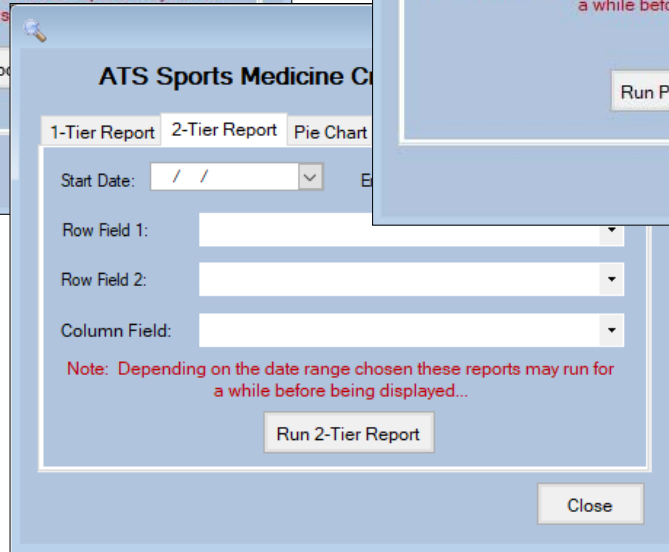 a while
Run
ATS Sports Medicine
1-Tier Report 2-Tier Report Pie Chart
Start Date: / /
Row Field 1:
Row Field 2:
Column Field:
Note: Depending on the date range chosen these reports may run for
a while before being displayed...
Run 2-Tier Report
Close